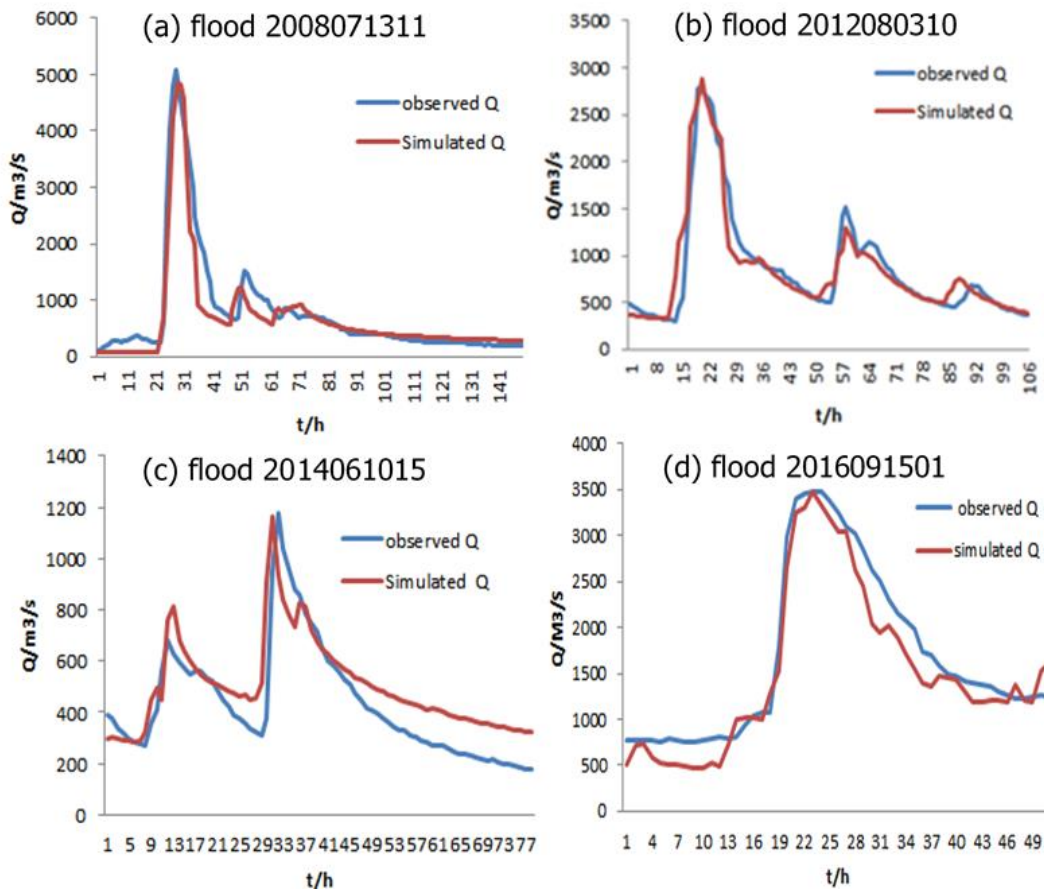 (a) flood 2008071311
6000
5000
4000
3000
2000
1000
0
Q/m3/s
observed Q
Simulated Q
1 11 21 31 41 51 61 71 81 91 101 111 121 131 141
t/h
(b) flood 2012080310
3500
3000
2500
2000
1500
1000
500
0
Q/m3/s
observed Q
Simulated Q
1 8 15 22 29 36 43 50 57 64 71 78 85 92 99 106
t/h
(c) flood 2014061015
1400
1200
1000
800
600
400
200
0
Q/m3/s
observed Q
Simulated Q
1 5 9 13 17 21 25 29 33 37 41 45 49 53 57 61 65 69 73 77
t/h
(d) flood 2016091501
4000
3500
3000
2500
2000
1500
1000
500
0
Q/M3/S
observed Q
simulated Q
1 4 7 10 13 16 19 22 25 28 31 34 37 40 43 46 49
t/h